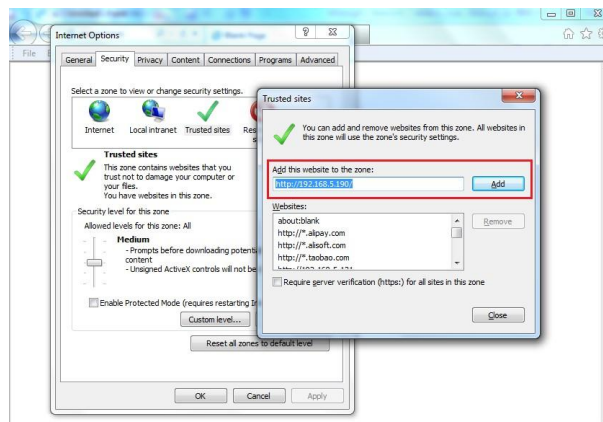 Internet Options
File
General Security Privacy Content Connections Programs Advanced
Select a zone to view or change security settings.
Internet Local intranet Trusted sites
Trusted sites
This zone contains websites that you
trust not to damage your computer or
your files.
You have websites in this zone.
Security level for this zone
Allowed levels for this zone: All
Medium
- Prompts before downloading
content
- Unsigned ActiveX controls will not be
Enable Protected Mode (requires restarting
Custom level...
Reset all zones to default level
OK Cancel Apply
Trusted sites
You can add and remove websites from this zone. All websites in
this zone will use the zone's security settings.
Add this website to the zone:
http://192.168.5.190/ Add
Websites:
about:blank Remove
http://*.alipay.com
http://*.alisoft.com
http://*.taobao.com
Require server verification (https:) for all sites in this zone
Close